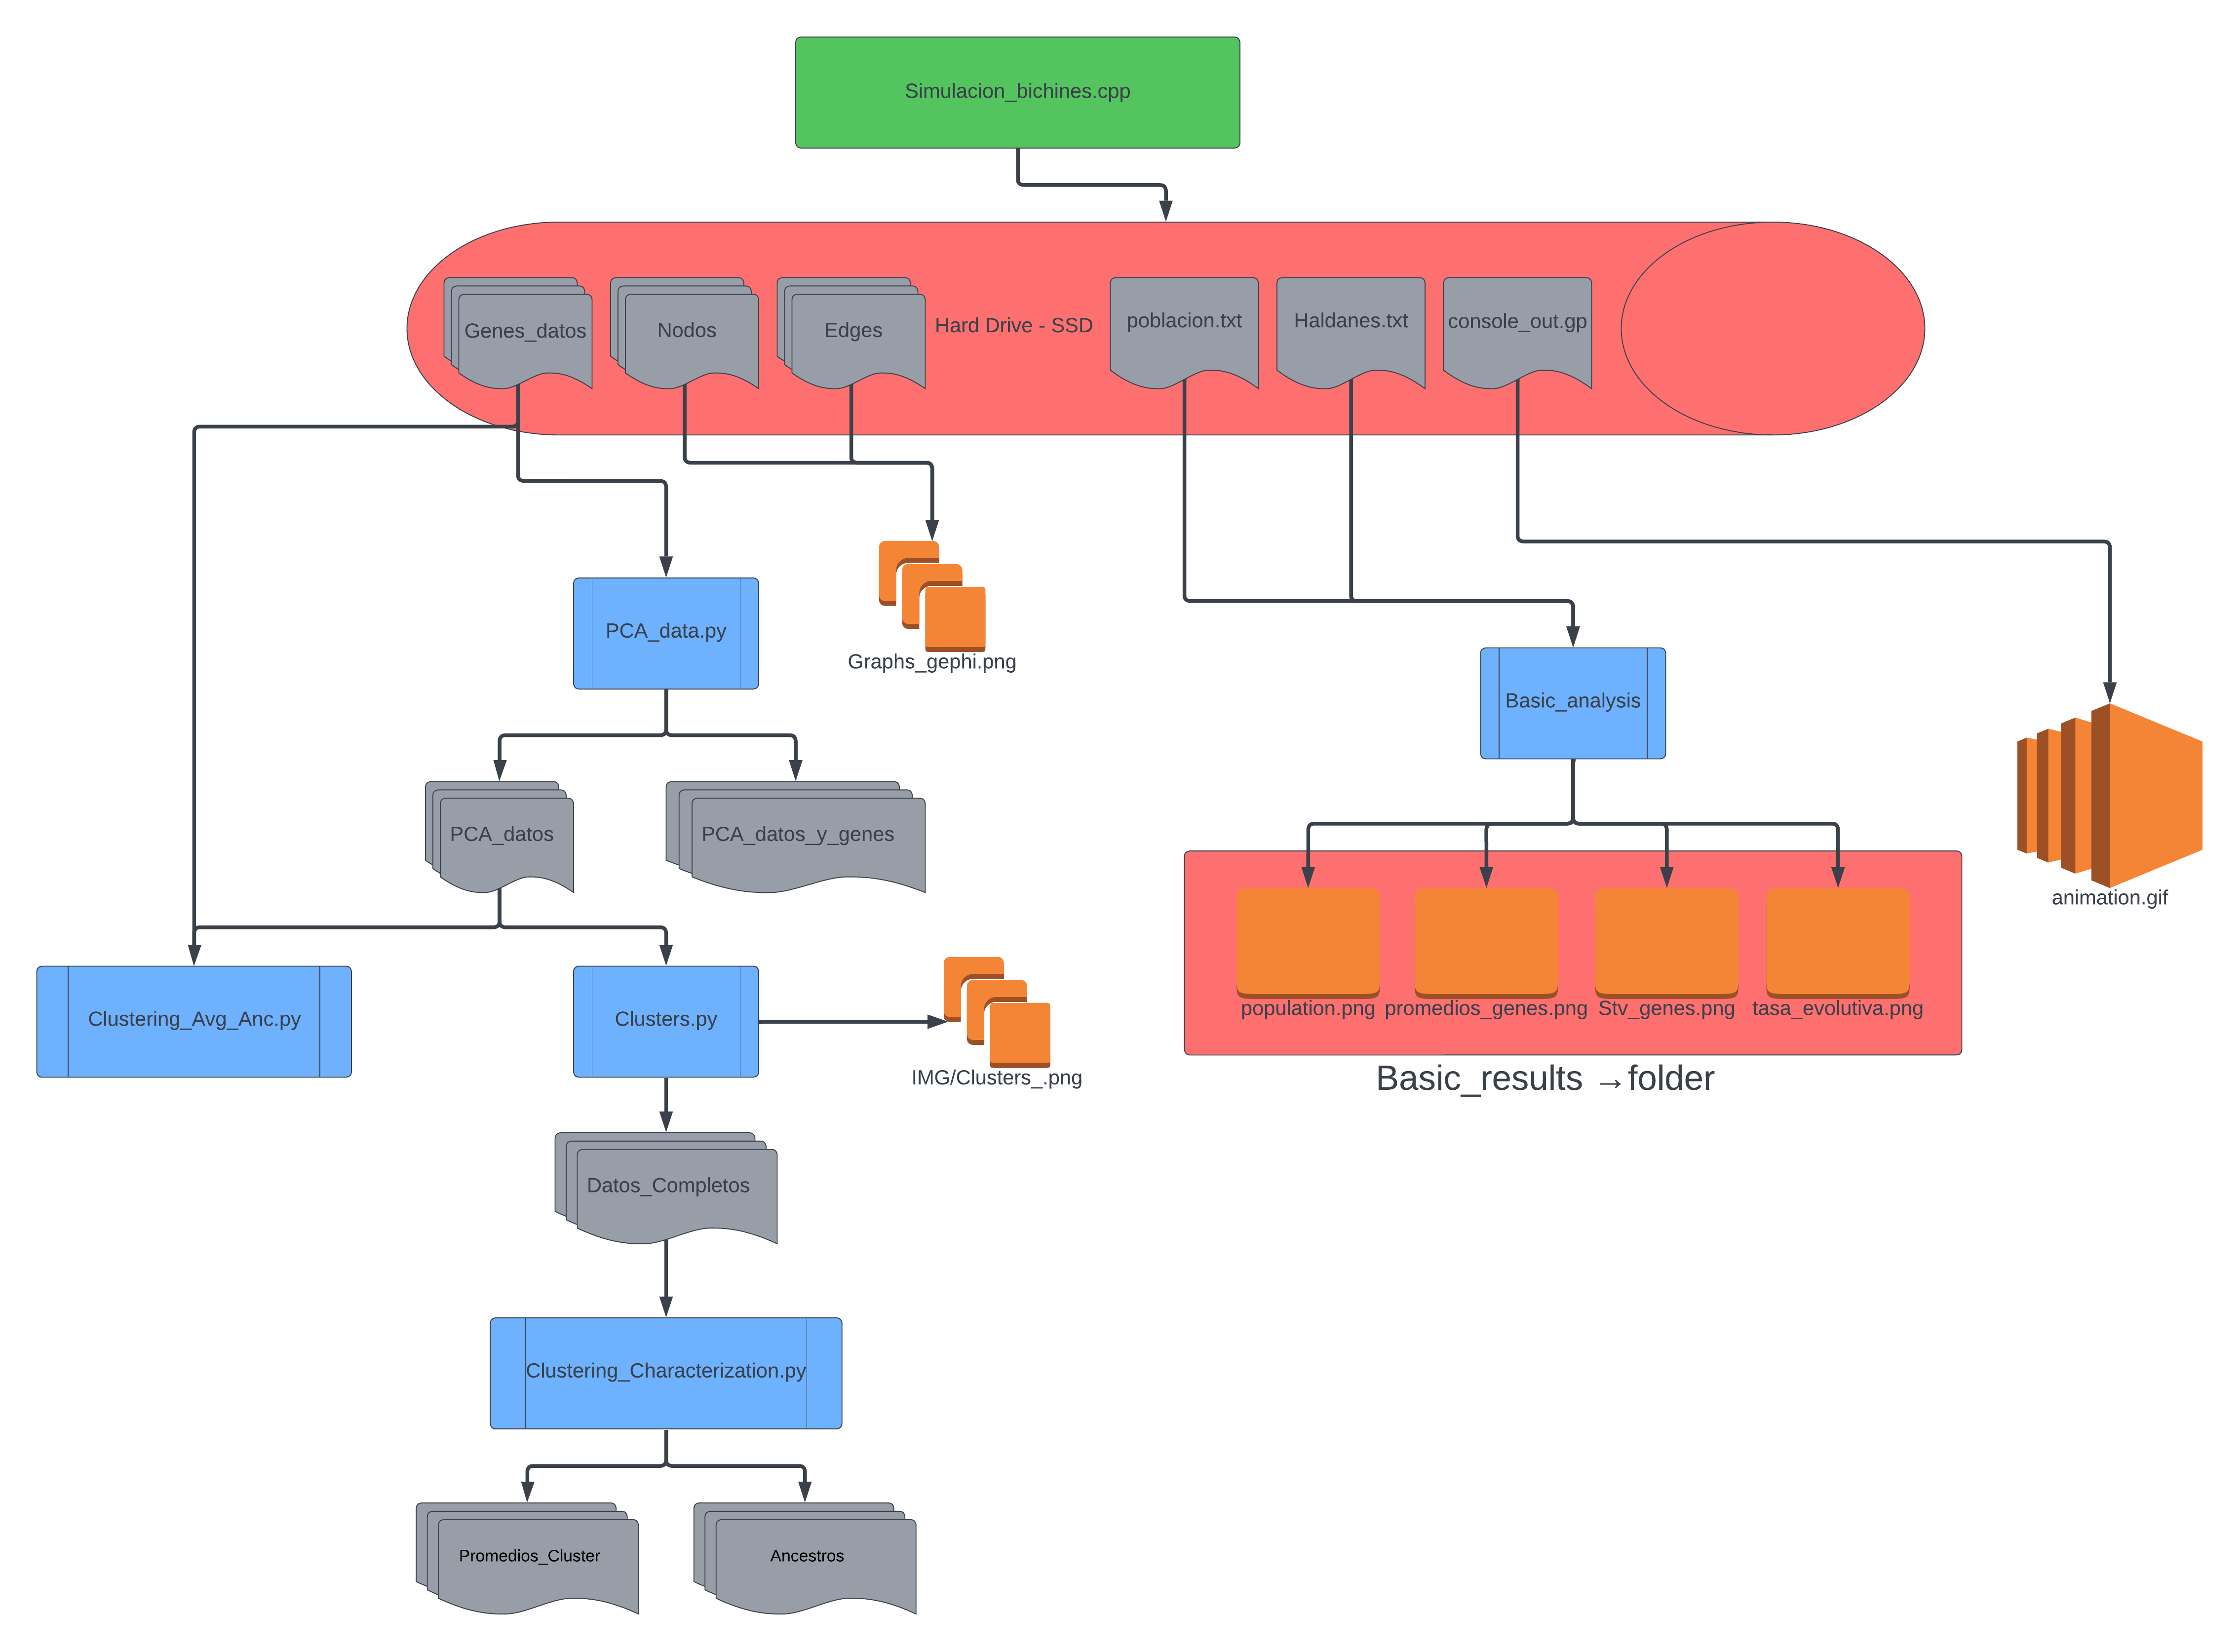 Simulacion_bichines.cpp
Genes_datos
Nodos
Edges
Hard Drive - SSD
poblacion.txt
Haldanes.txt
console_out.gp
PCA_data.py
Graphs_gephi.png
Basic_analysis
PCA_datos
PCA_datos_y_genes
animation.gif
Clustering_Avg_Anc.py
Clusters.py
IMG/Clusters_.png
population.png
promedios_genes.png
Stv_genes.png
tasa_evolutiva.png
Basic_results →folder
Datos_Completos
Clustering_Characterization.py
Promedios_Cluster
Ancestros